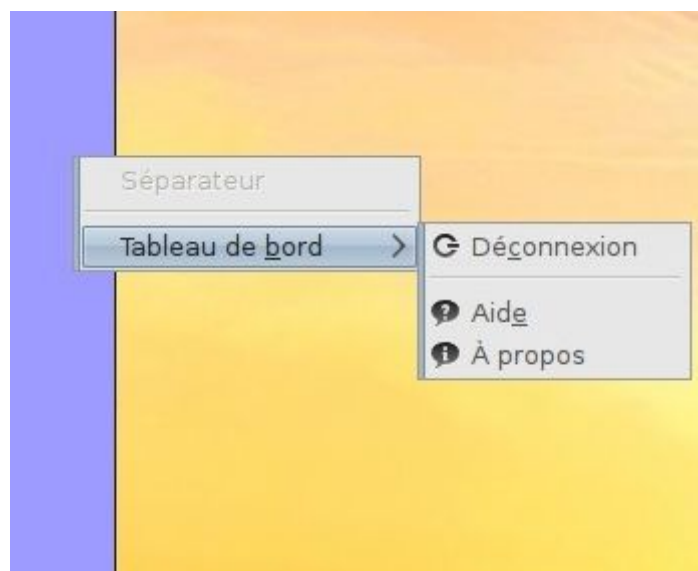 Séparateur
Tableau de bord
Déconnexion
Aide
À propos